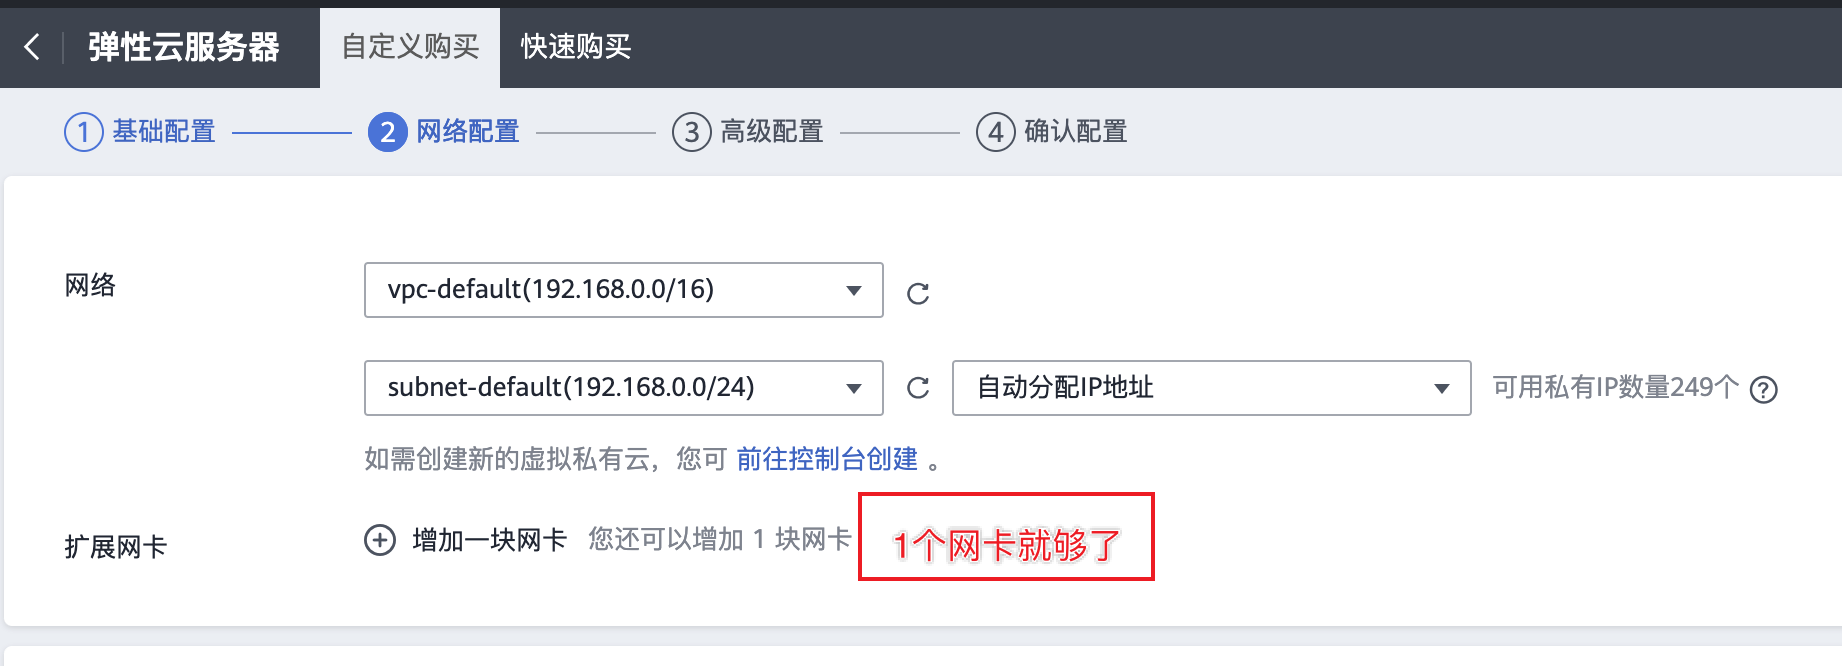 弹性云服务器 自定义购买 快速购买
1 基础配置 2 网络配置 3 高级配置 4 确认配置
网络 vpc-default(192.168.0.0/16)
subnet-default(192.168.0.0/24) 自动分配IP地址 可用私有IP数量249个 ?
如需创建新的虚拟私有云，您可 前往控制台创建 。
扩展网卡 增加一块网卡 您还可以增加 1 块网卡 1个网卡就够了